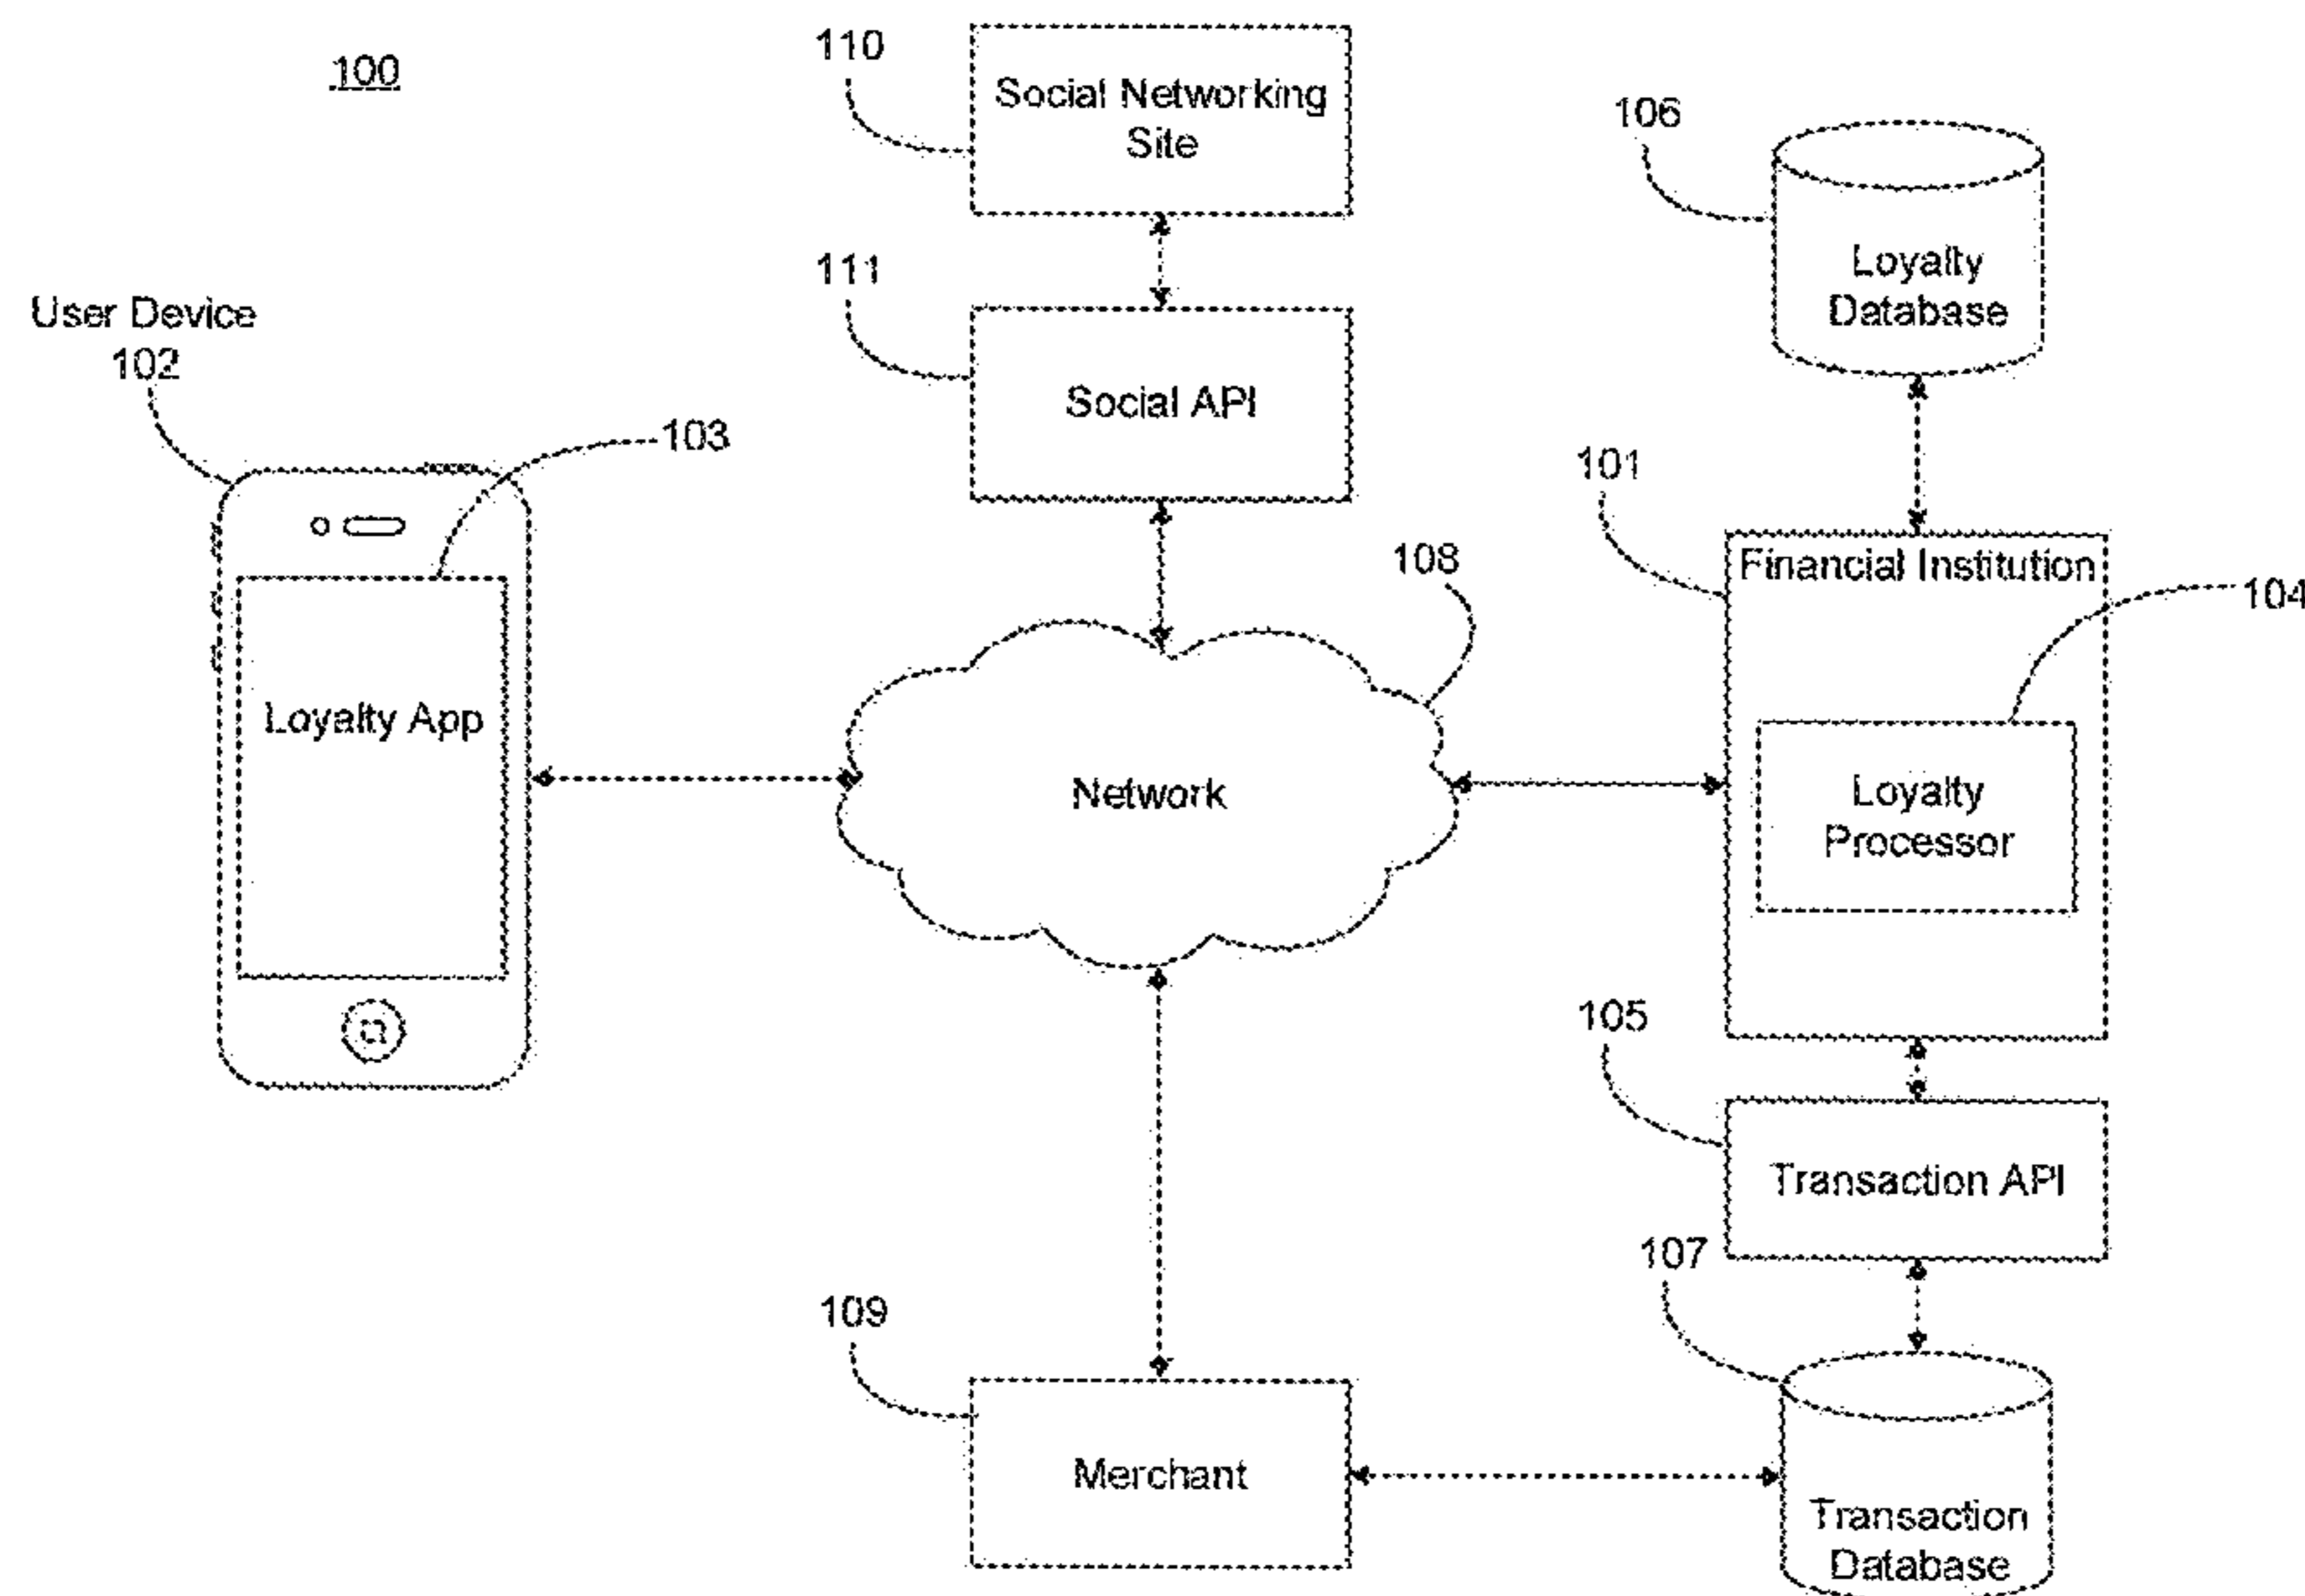 100
110
Social Networking
Site
106
Loyalty
Database
111
Social API
User Device
102
103
101
Financial Institution
104
108
Loyalty App
Network
Loyalty
Processor
105
Transaction API
107
109
Merchant
Transaction
Database